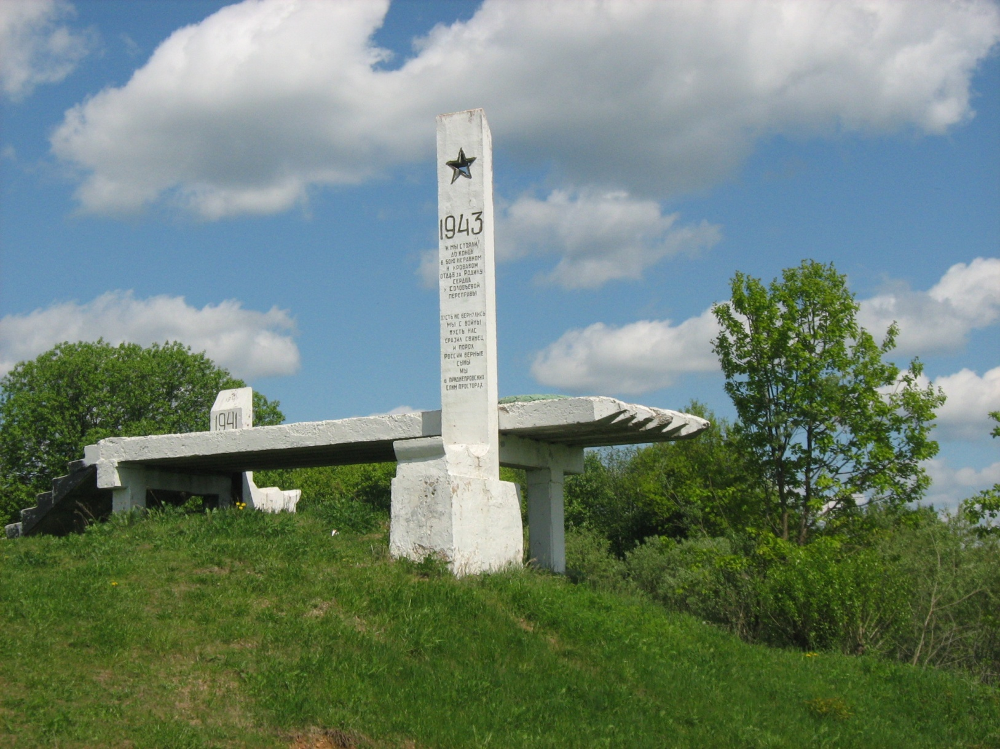 1943
И МЫ СТОЯЛИ
ДО КОНЦА
В БОЮ НЕРАВНОМ
И КРОВАВОМ
ОТДАВ ЗА РОДИНУ
СЕРДЦА
У СОЛОВЬЕВОЙ
ПЕРЕПРАВЫ
ПУСТЬ НЕ ВЕРНУЛИСЬ
МЫ С ВОЙНЫ
ПУСТЬ НАС
СРАЗИЛ СВИНЕЦ
И ПОРОХ
РОССИИ ВЕРНЫЕ
СЫНЫ
МЫ
В ПРИДНЕПРОВСКИХ
СПИМ ПРОСТОРАХ
1941